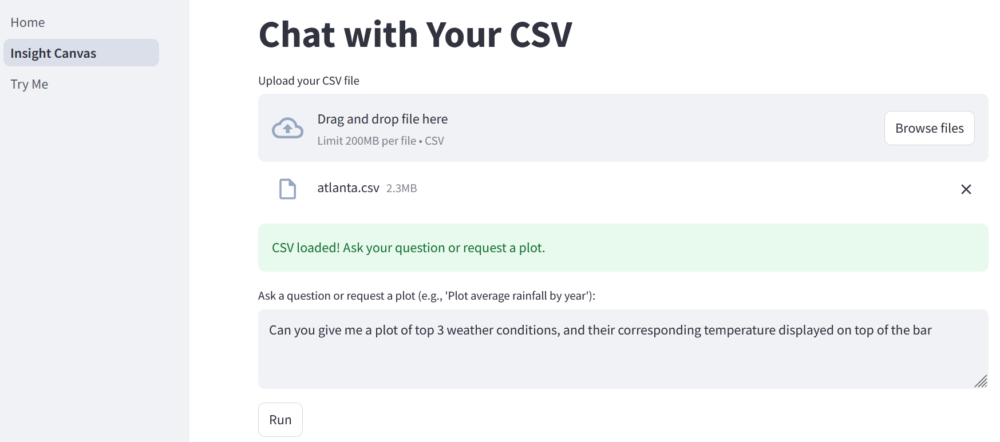 Home
Insight Canvas
Try Me
Chat with Your CSV
Upload your CSV file
Drag and drop file here
Limit 200MB per file • CSV
Browse files
atlanta.csv 2.3MB
CSV loaded! Ask your question or request a plot.
Ask a question or request a plot (e.g., 'Plot average rainfall by year'):
Can you give me a plot of top 3 weather conditions, and their corresponding temperature displayed on top of the bar
Run